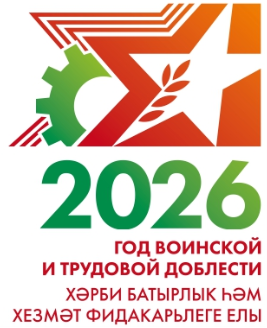 2026
ГОД ВОИНСКОЙ
И ТРУДОВОЙ ДОБЛЕСТИ
ХӘРБИ БАТЫРЛЫК ҺӘМ
ХЕЗМӘТ ФИДАКАРЬЛЕГЕ ЕЛЫ